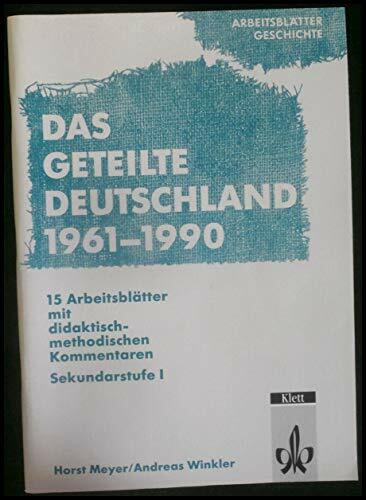 ARBEITSBLÄTTER
GESCHICHTE
DAS
GETEILTE
DEUTSCHLAND
1961–1990
15 Arbeitsblätter
mit
didaktisch-
methodischen
Kommentaren
Sekundarstufe I
Klett
Horst Meyer/Andreas Winkler